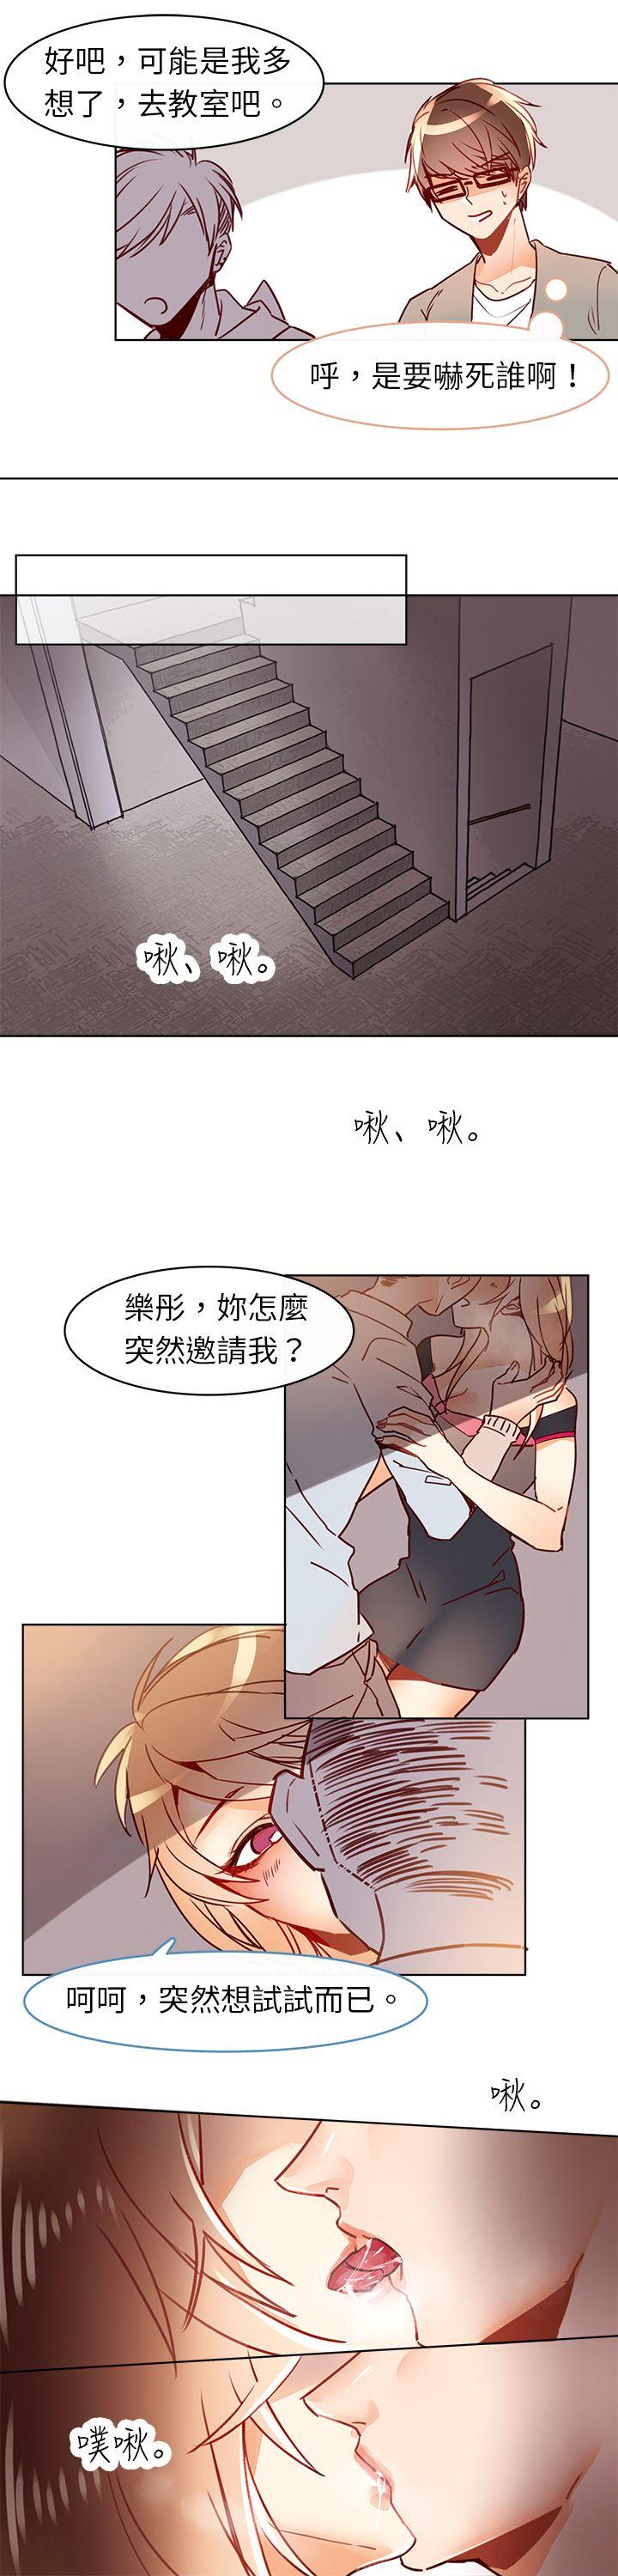 好吧，可能是我多
想了，去教室吧。
呼，是要嚇死誰啊！
啾、啾。
啾、啾。
樂彤，妳怎麼
突然邀請我？
呵呵，突然想試試而已。
啾。
噗啾。